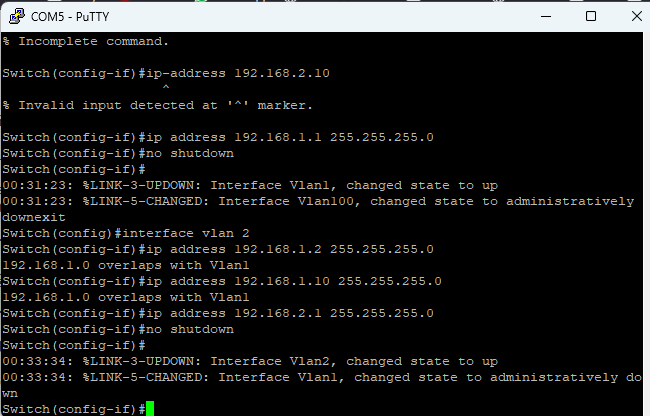 COM5 - PuTTY
% Incomplete command.
Switch(config-if)#ip-address 192.168.2.10
^
% Invalid input detected at '^' marker.
Switch(config-if)#ip address 192.168.1.1 255.255.255.0
Switch(config-if)#no shutdown
Switch(config-if)#
00:31:23: %LINK-3-UPDOWN: Interface Vlan1, changed state to up
00:31:23: %LINK-5-CHANGED: Interface Vlan100, changed state to administratively
downexit
Switch(config)#interface vlan 2
Switch(config-if)#ip address 192.168.1.2 255.255.255.0
192.168.1.0 overlaps with Vlan1
Switch(config-if)#ip address 192.168.1.10 255.255.255.0
192.168.1.0 overlaps with Vlan1
Switch(config-if)#ip address 192.168.2.1 255.255.255.0
Switch(config-if)#no shutdown
Switch(config-if)#
00:33:34: %LINK-3-UPDOWN: Interface Vlan2, changed state to up
00:33:34: %LINK-5-CHANGED: Interface Vlan1, changed state to administratively do
wn
Switch(config-if)#